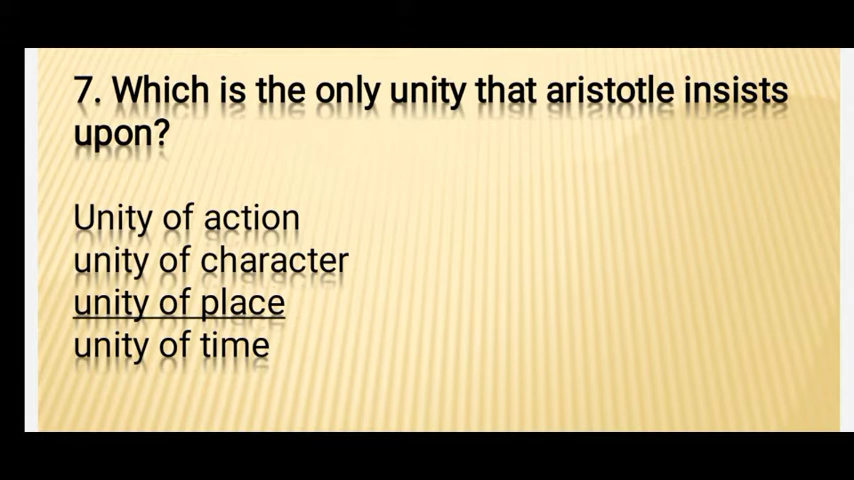 7. Which is the only unity that aristotle insists
upon?
Unity of action
unity of character
unity of place
unity of time